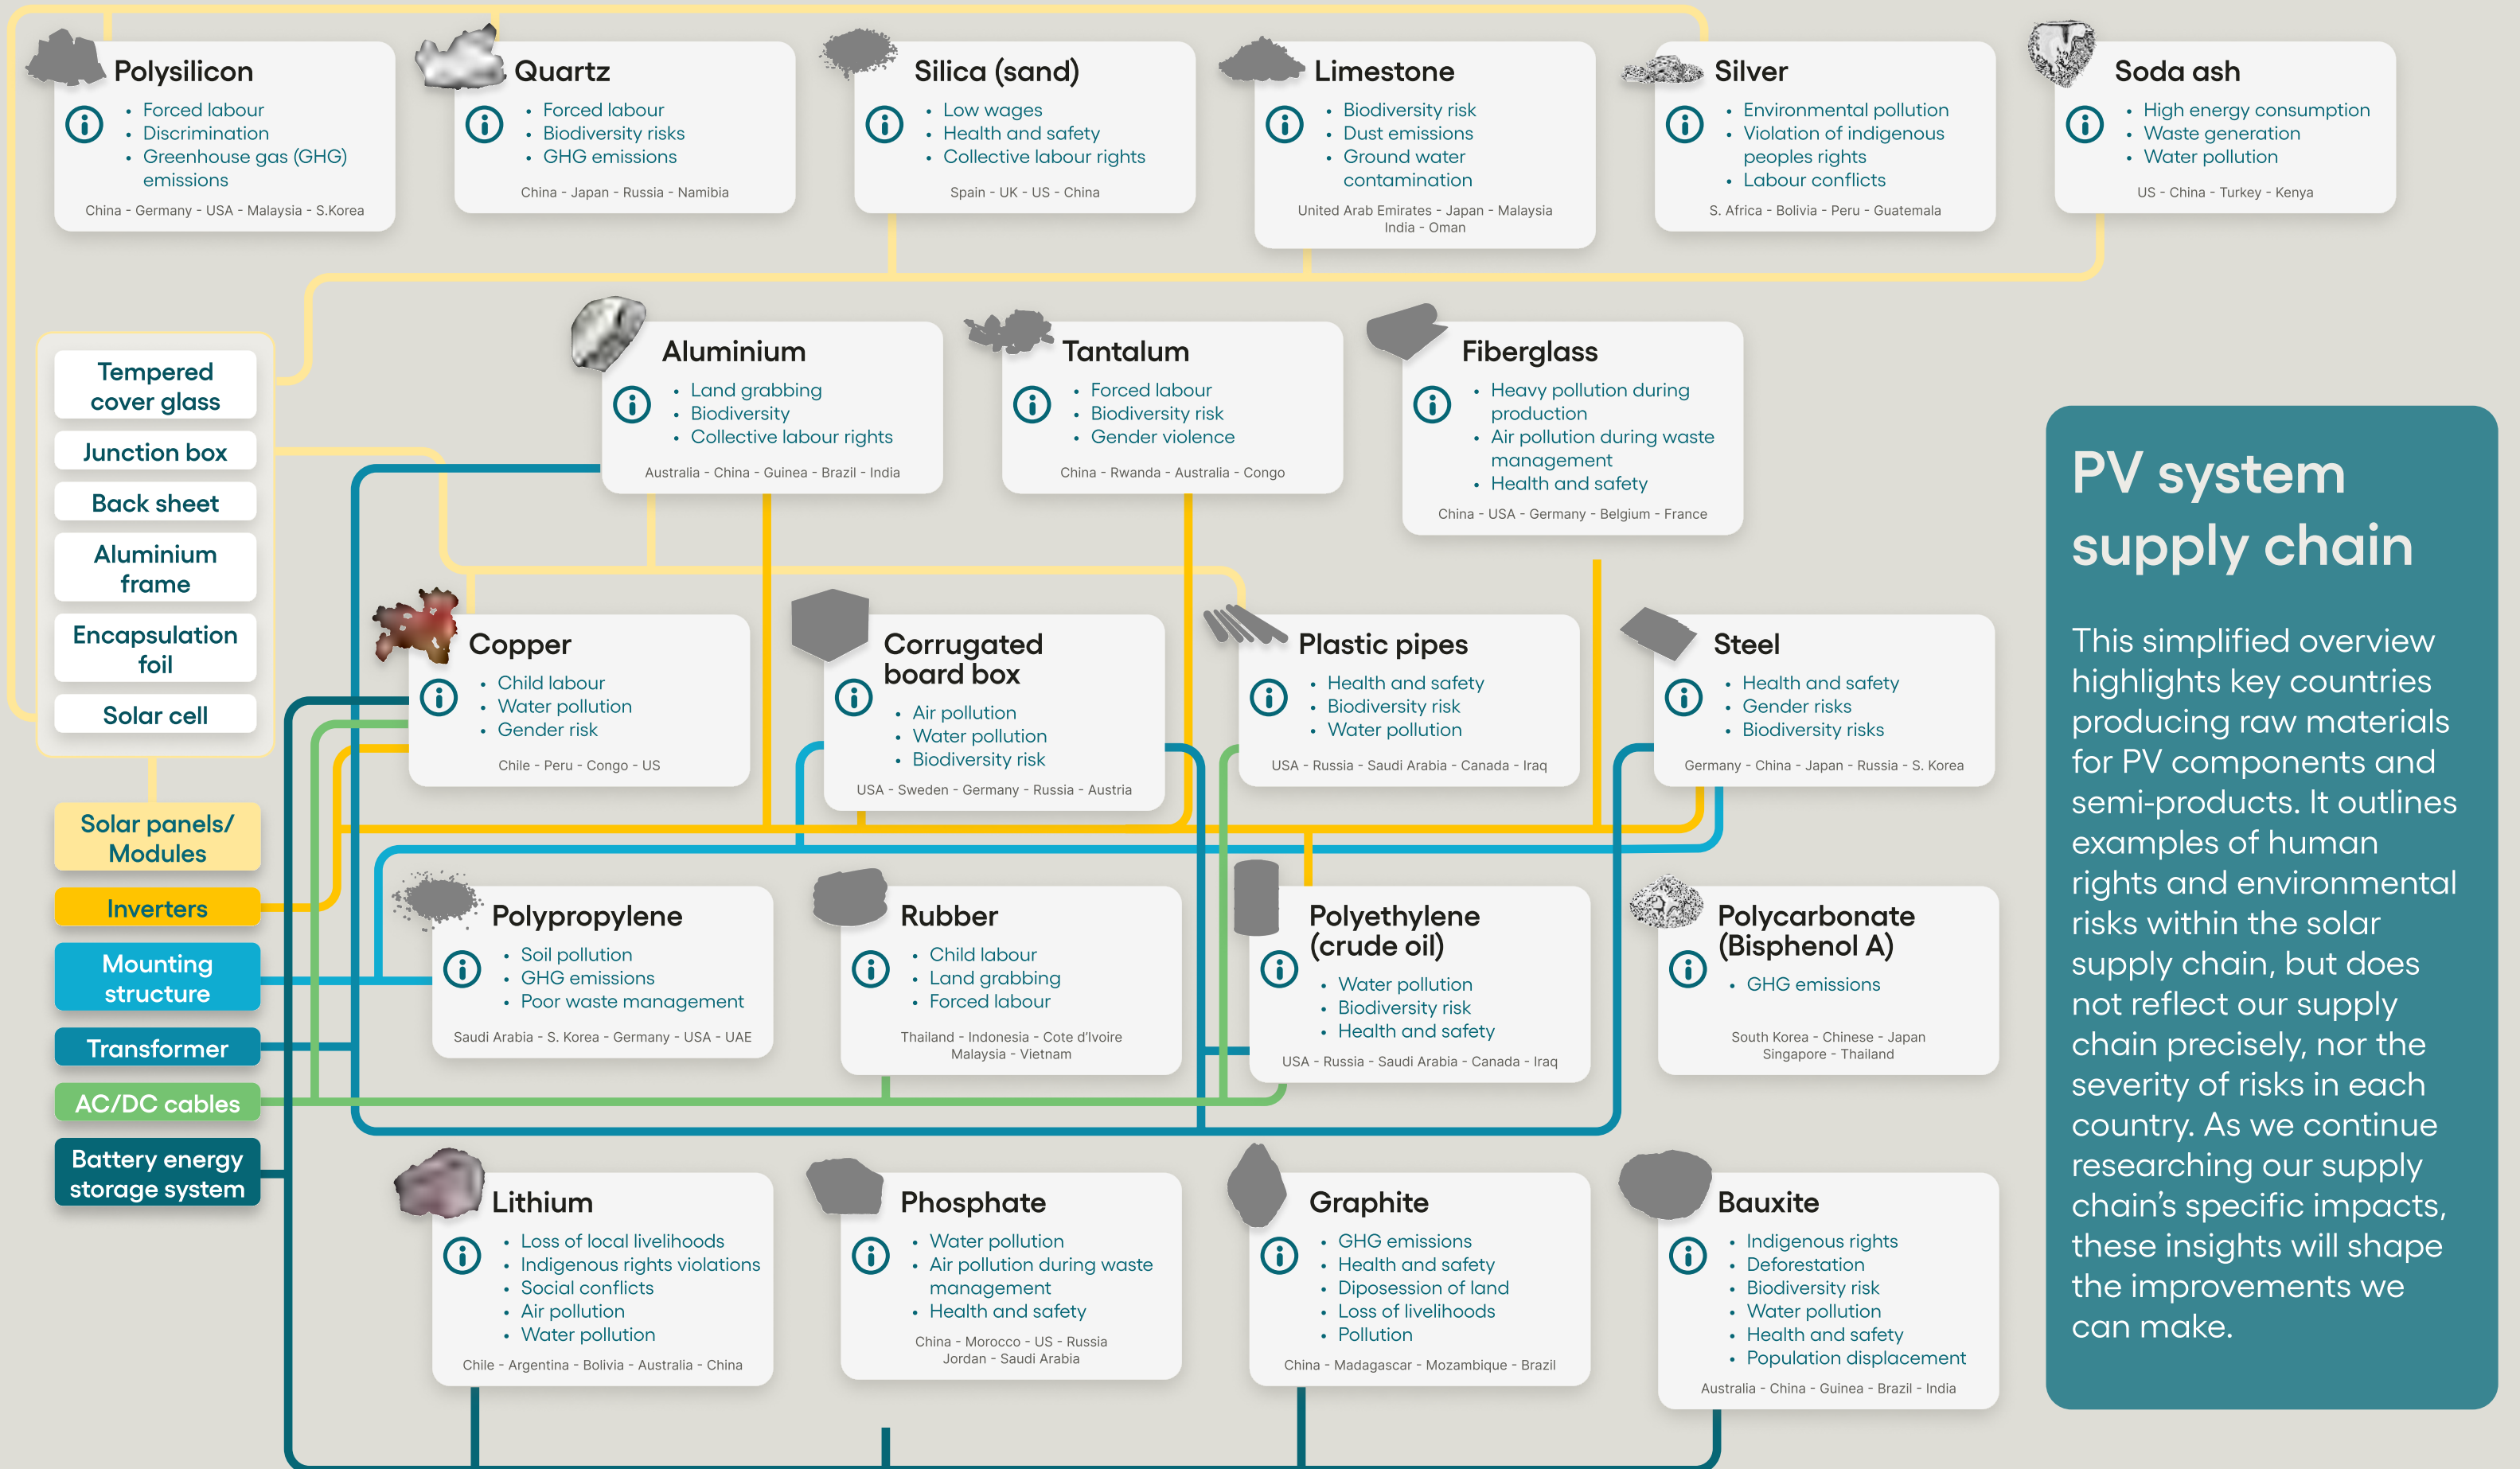 Polysilicon
Forced labour
Discrimination
Greenhouse gas (GHG)
emissions
China - Germany - USA - Malaysia - S.Korea
Quartz
Forced labour
Biodiversity risks
GHG emissions
China - Japan - Russia - Namibia
Silica (sand)
Low wages
Health and safety
Collective labour rights
Spain - UK - US - China
Limestone
Biodiversity risk
Dust emissions
Ground water
contamination
United Arab Emirates - Japan - Malaysia
India - Oman
Silver
Environmental pollution
Violation of indigenous
peoples rights
Labour conflicts
S. Africa - Bolivia - Peru - Guatemala
Soda ash
High energy consumption
Waste generation
Water pollution
US - China - Turkey - Kenya
Tempered
cover glass
Junction box
Back sheet
Aluminium
frame
Encapsulation
foil
Solar cell
Solar panels/
Modules
Inverters
Mounting
structure
Transformer
AC/DC cables
Battery energy
storage system
Aluminium
Land grabbing
Biodiversity
Collective labour rights
Australia - China - Guinea - Brazil - India
Tantalum
Forced labour
Biodiversity risk
Gender violence
China - Rwanda - Australia - Congo
Fiberglass
Heavy pollution during
production
Air pollution during waste
management
Health and safety
China - USA - Germany - Belgium - France
Copper
Child labour
Water pollution
Gender risk
Chile - Peru - Congo - US
Corrugated
board box
Air pollution
Water pollution
Biodiversity risk
USA - Sweden - Germany - Russia - Austria
Plastic pipes
Health and safety
Biodiversity risk
Water pollution
USA - Russia - Saudi Arabia - Canada - Iraq
Steel
Health and safety
Gender risks
Biodiversity risks
Germany - China - Japan - Russia - S. Korea
Polypropylene
Soil pollution
GHG emissions
Poor waste management
Saudi Arabia - S. Korea - Germany - USA - UAE
Rubber
Child labour
Land grabbing
Forced labour
Thailand - Indonesia - Cote d'Ivoire
Malaysia - Vietnam
Polyethylene
(crude oil)
Water pollution
Biodiversity risk
Health and safety
USA - Russia - Saudi Arabia - Canada - Iraq
Polycarbonate
(Bisphenol A)
GHG emissions
South Korea - Chinese - Japan
Singapore - Thailand
Lithium
Loss of local livelihoods
Indigenous rights violations
Social conflicts
Air pollution
Water pollution
Chile - Argentina - Bolivia - Australia - China
Phosphate
Water pollution
Air pollution during waste
management
Health and safety
China - Morocco - US - Russia
Jordan - Saudi Arabia
Graphite
GHG emissions
Health and safety
Diposession of land
Loss of livelihoods
Pollution
China - Madagascar - Mozambique - Brazil
Bauxite
Indigenous rights
Deforestation
Biodiversity risk
Water pollution
Health and safety
Population displacement
Australia - China - Guinea - Brazil - India
PV system
supply chain
This simplified overview
highlights key countries
producing raw materials
for PV components and
semi-products. It outlines
examples of human
rights and environmental
risks within the solar
supply chain, but does
not reflect our supply
chain precisely, nor the
severity of risks in each
country. As we continue
researching our supply
chain's specific impacts,
these insights will shape
the improvements we
can make.